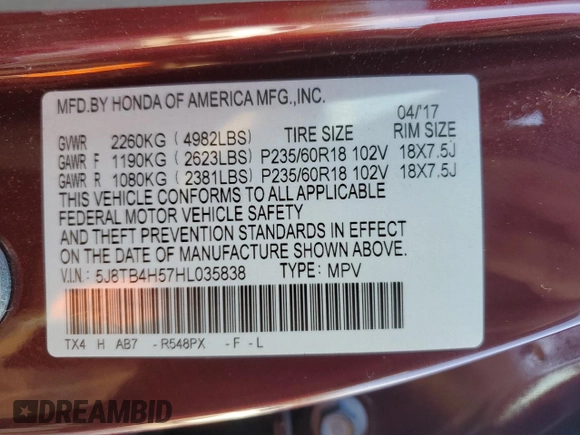 MFD.BY HONDA OF AMERICA MFG.,INC.
04/'17
GVWR 2260KG (4982LBS) TIRE SIZE RIM SIZE
GAWR F 1190KG (2623LBS) P235/60R18 102V 18X7.5J
GAWR R 1080KG (2381LBS) P235/60R18 102V 18X7.5J
THIS VEHICLE CONFORMS TO ALL APPLICABLE
FEDERAL MOTOR VEHICLE SAFETY
AND THEFT PREVENTION STANDARDS IN EFFECT
ON THE DATE OF MANUFACTURE SHOWN ABOVE.
V.I.N.: 5J8TB4H57HL035838 TYPE: MPV
TX4 H AB7 -R548PX -F-L
DREAMBID